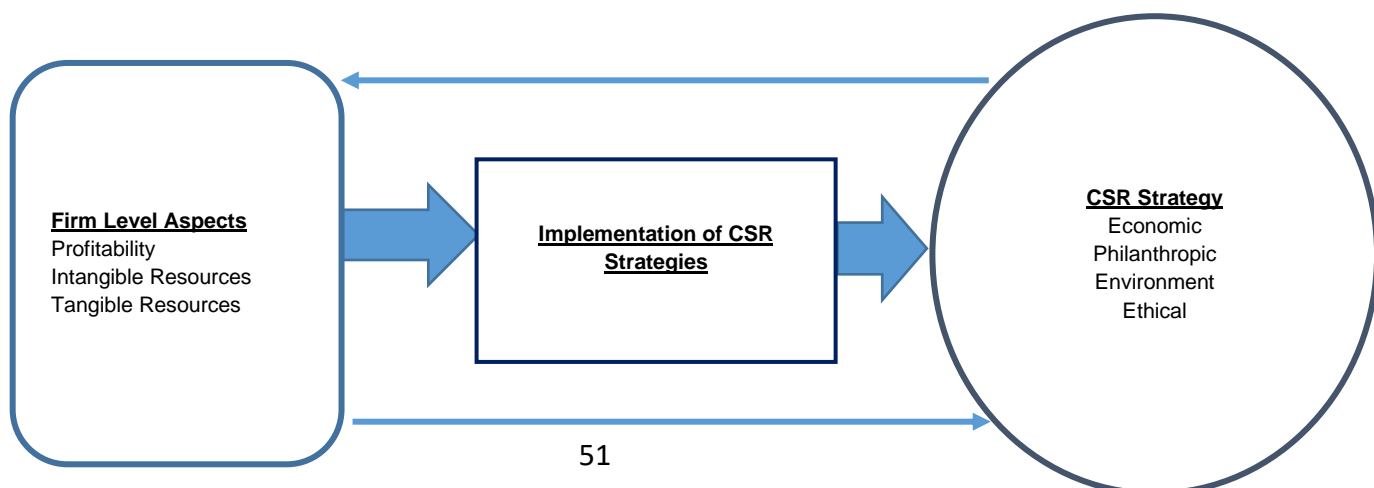 Firm Level Aspects
Profitability
Intangible Resources
Tangible Resources
Implementation of CSR
Strategies
CSR Strategy
Economic
Philanthropic
Environment
Ethical
51